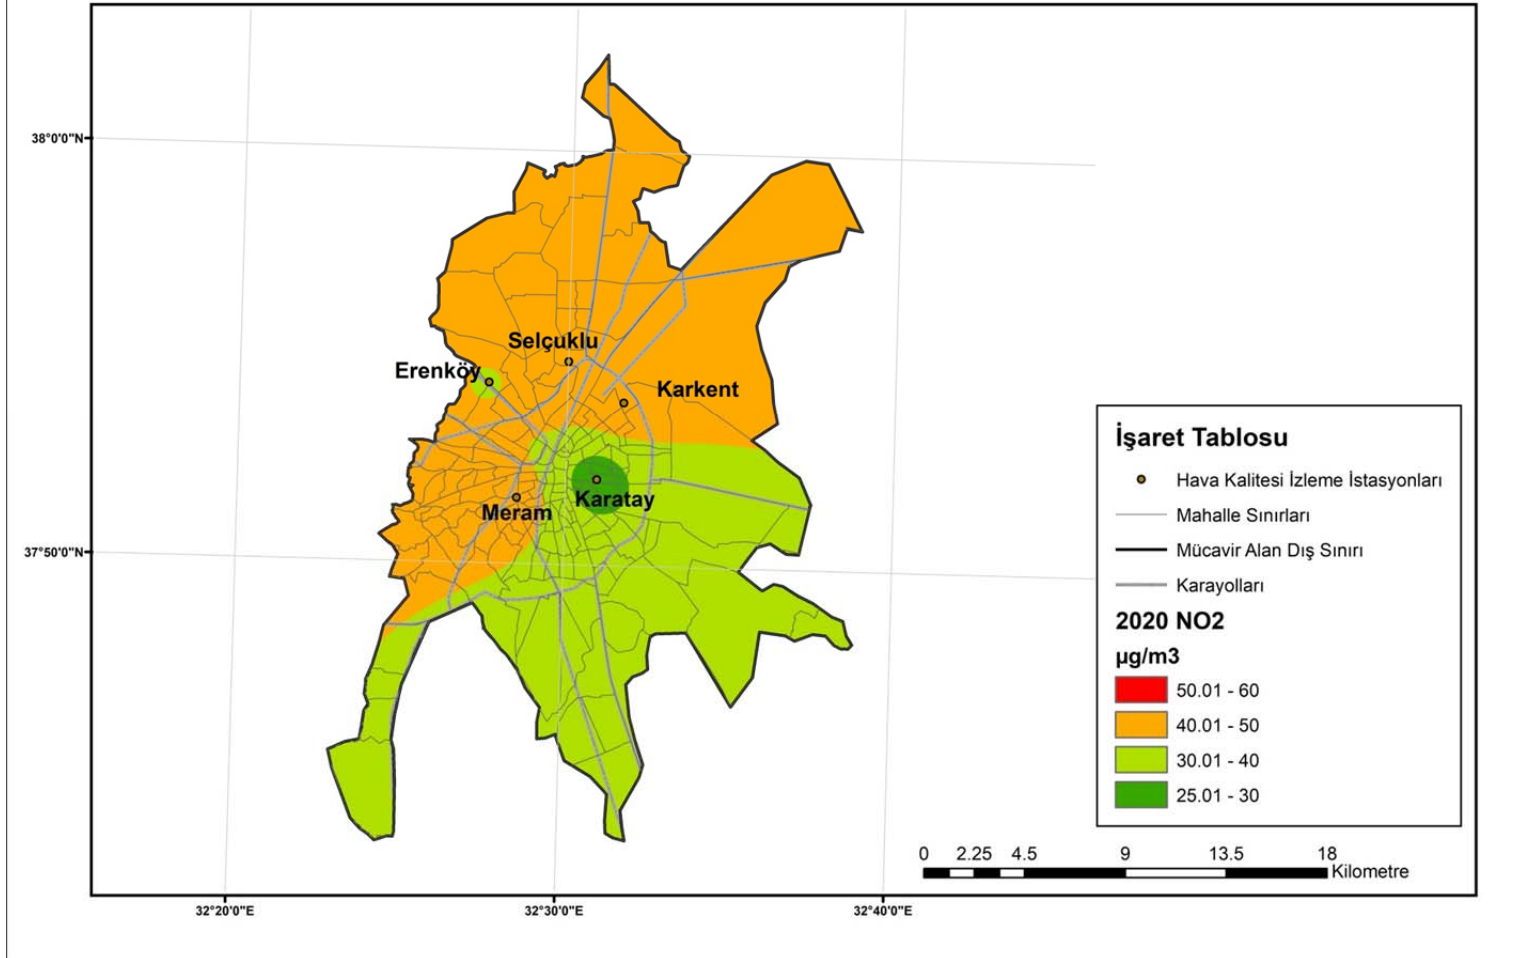 38°0'0"N
Selçuklu
Erenköy
Karkent
Karatay
Meram
37°50'0"N
İşaret Tablosu
Hava Kalitesi İzleme İstasyonları
Mahalle Sınırları
Mücavir Alan Dış Sınırı
Karayolları
2020 NO2
µg/m3
50.01 - 60
40.01 - 50
30.01 - 40
25.01 - 30
0 2.25 4.5 9 13.5 18
Kilometre
32°20'0"E 32°30'0"E 32°40'0"E